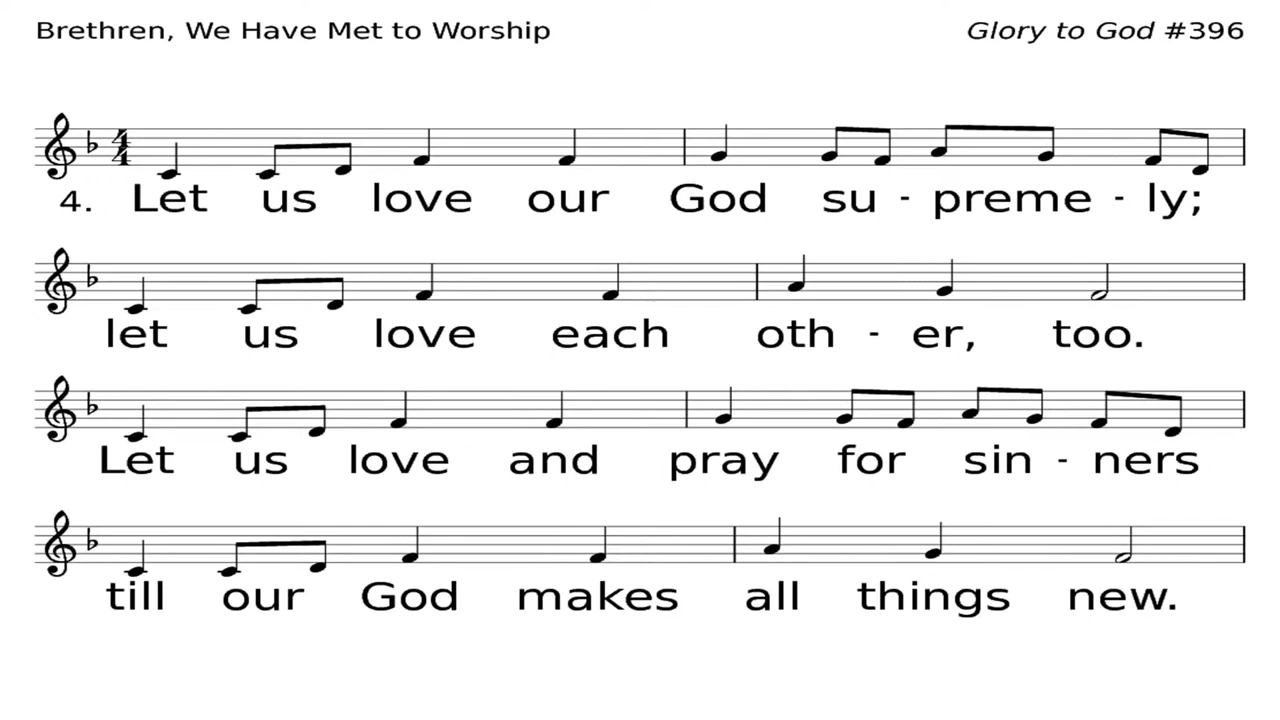 Brethren, We Have Met to Worship
Glory to God #396
4. Let us love our God su - preme - ly;
let us love each oth - er, too.
Let us love and pray for sin - ners
till our God makes all things new.